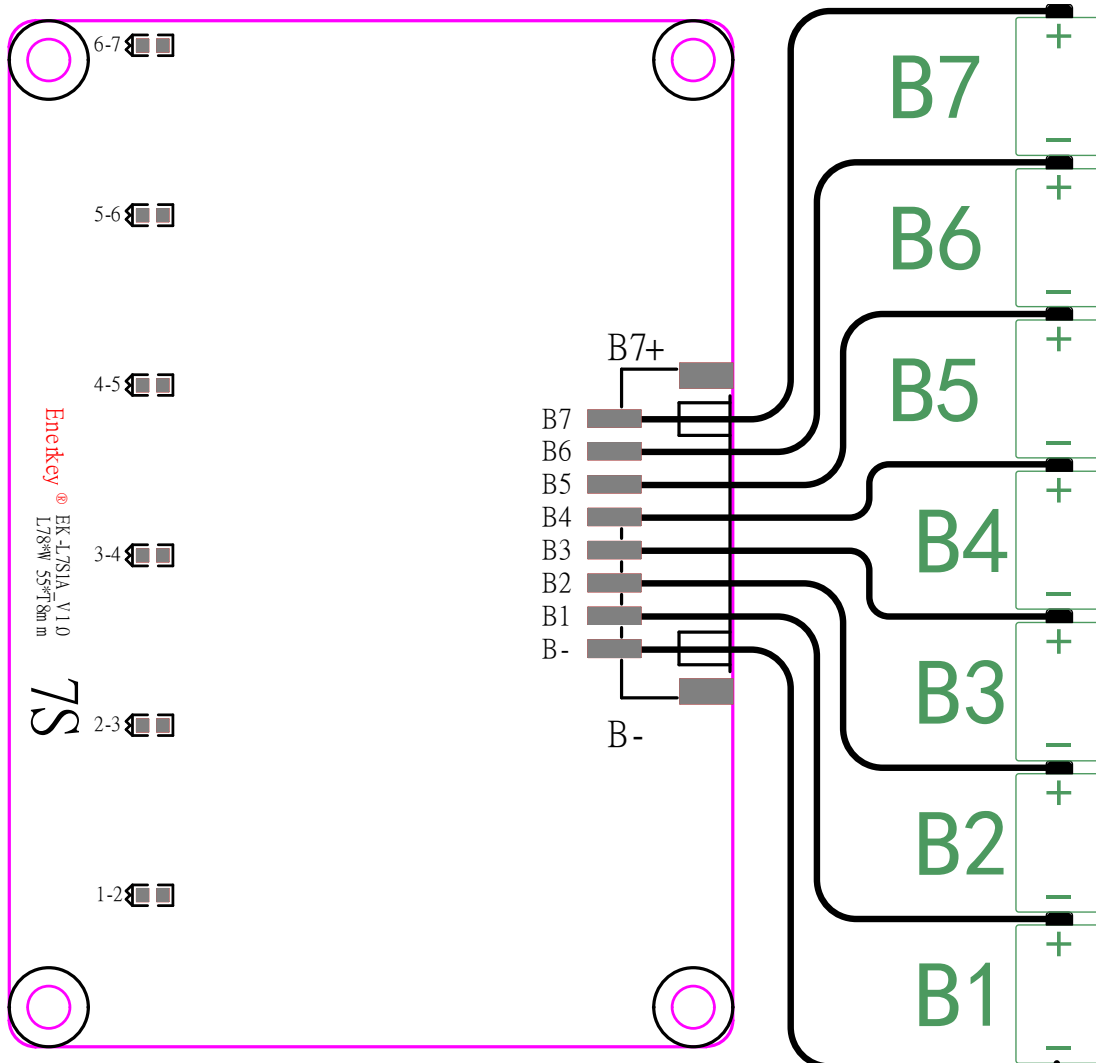 6-7
5-6
4-5
3-4
2-3
1-2
Enerkey ®
EK-L7S1A_V1.0
L78*W55*T8mm
7S
B7+
B7
B6
B5
B4
B3
B2
B1
B-
B-
+
B7
−
+
B6
−
+
B5
−
+
B4
−
+
B3
−
+
B2
−
+
B1
−